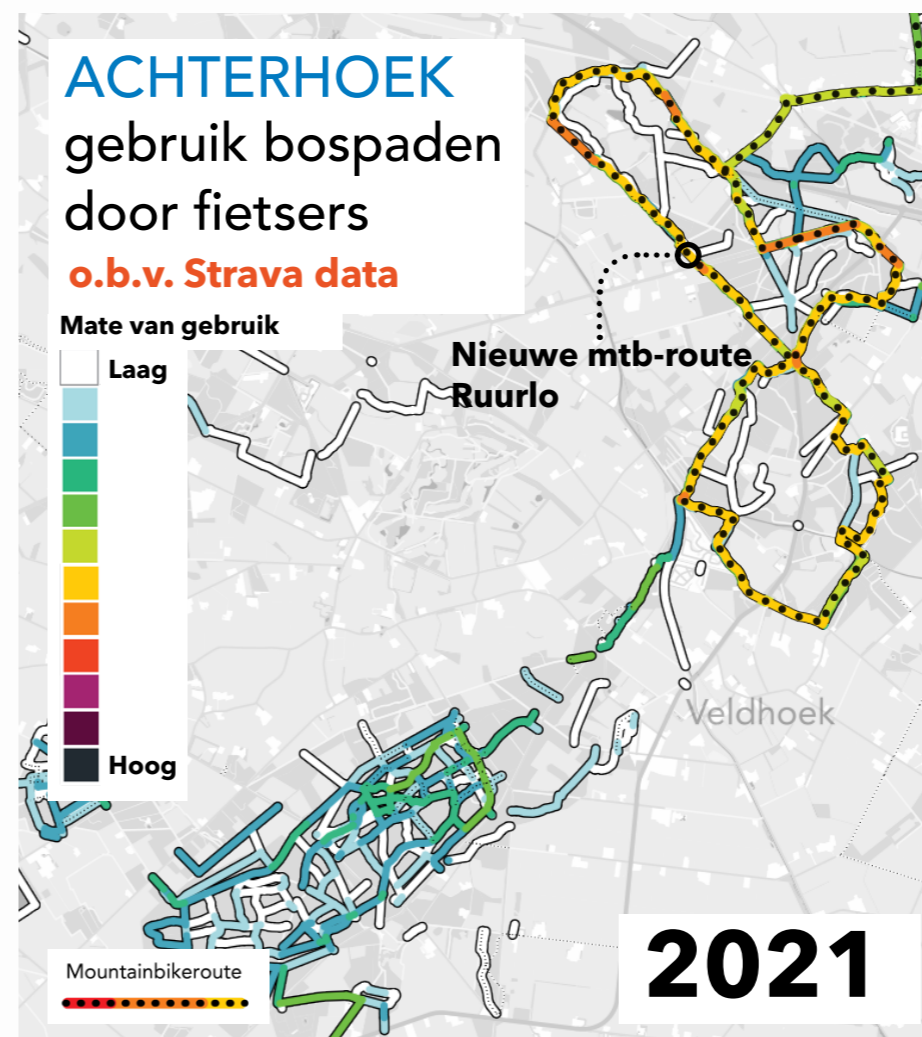 ACHTERHOEK
gebruik bospaden
door fietsers
o.b.v. Strava data
Mate van gebruik
Laag
Hoog
Nieuwe mtb-route
Ruurlo
Veldhoek
Mountainbikeroute
2021